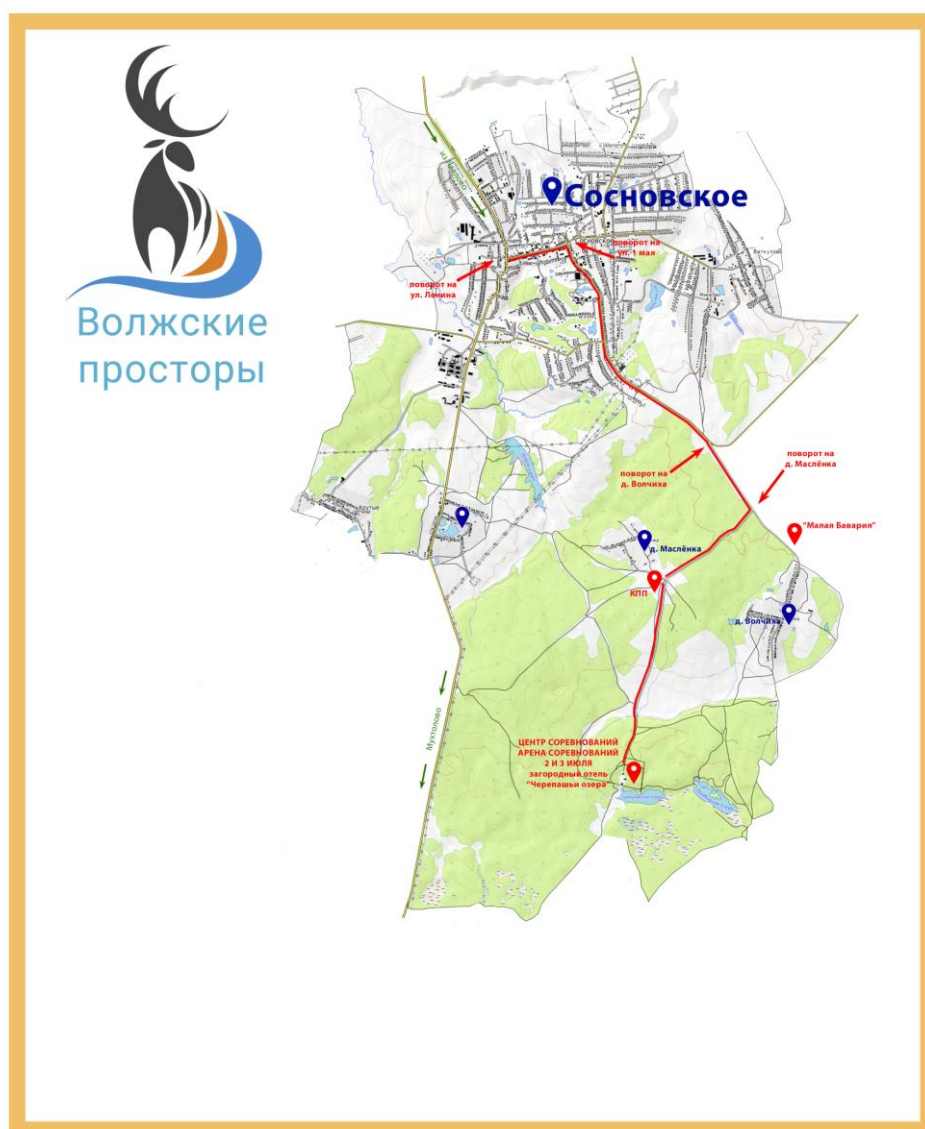 Волжские
просторы
Сосновское
поворот на
ул. 1 мая
поворот на
ул. Ленина
поворот на
д. Волчиха
поворот на
д. Маслёнка
"Малая Бавария"
Крутые
д. Маслёнка
КПП
д. Волчиха
Мухтолово
ЦЕНТР СОРЕВНОВАНИЙ
АРЕНА СОРЕВНОВАНИЙ
2 И 3 ИЮЛЯ
загородный отель
"Черепашьи озера"